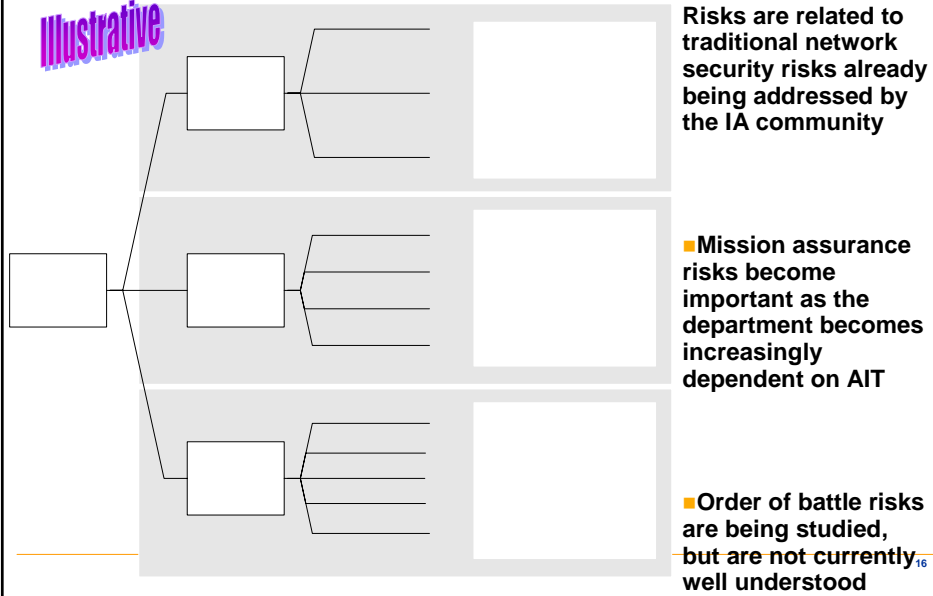 Illustrative
Risks are related to
traditional network
security risks already
being addressed by
the IA community
■Mission assurance
risks become
important as the
department becomes
increasingly
dependent on AIT
■Order of battle risks
are being studied,
but are not currently
16
well understood